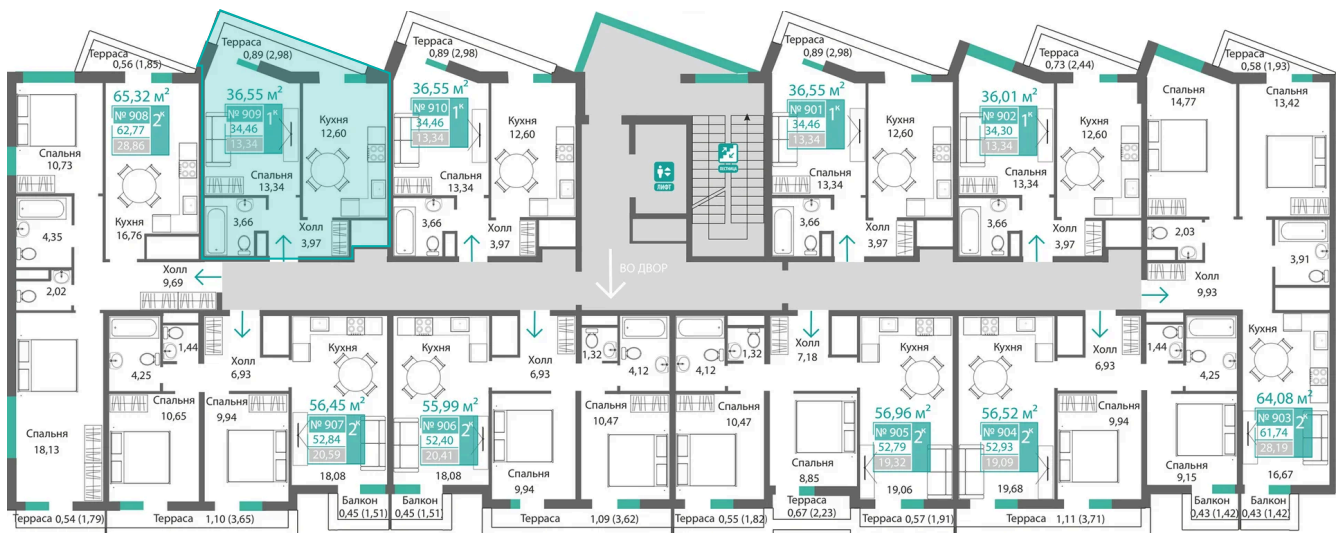 Терраса
0,56 (1,85)
65,32 м²
№ 908
2ᴷ
62,77
28,86
Спальня
10,73
Кухня
16,76
4,35
2,02
Холл
9,69
Спальня
18,13
Терраса 0,54 (1,79)
Терраса
0,89 (2,98)
36,55 м²
№ 909
1ᴷ
34,46
13,34
Кухня
12,60
Спальня
13,34
3,66
Холл
3,97
Терраса
0,89 (2,98)
36,55 м²
№ 910
1ᴷ
34,46
13,34
Кухня
12,60
Спальня
13,34
3,66
Холл
3,97
ЛИФТ
ЛЕСТНИЦА
ВО ДВОР
Терраса
0,89 (2,98)
36,55 м²
№ 901
1ᴷ
34,46
13,34
Кухня
12,60
Спальня
13,34
3,66
Холл
3,97
Терраса
0,73 (2,44)
36,01 м²
№ 902
1ᴷ
34,30
13,34
Кухня
12,60
Спальня
13,34
3,66
Холл
3,97
Терраса
0,58 (1,93)
Спальня
14,77
Спальня
13,42
2,03
3,91
Холл
9,93
Кухня
64,08 м²
№ 903
2ᴷ
61,74
28,19
16,67
Балкон
0,43 (1,42)
1,44
4,25
Холл
6,93
Кухня
Спальня
10,65
Спальня
9,94
56,45 м²
№ 907
2ᴷ
52,84
20,59
18,08
Терраса 1,10 (3,65)
Балкон
0,45 (1,51)
Кухня
55,99 м²
№ 906
2ᴷ
52,40
20,41
18,08
Балкон
0,45 (1,51)
Холл
6,93
1,32
4,12
Спальня
9,94
Спальня
10,47
Терраса 1,09 (3,62)
4,12
1,32
Холл
7,18
Кухня
Спальня
10,47
Спальня
8,85
56,96 м²
№ 905
2ᴷ
52,79
19,32
19,06
Терраса 0,55 (1,82)
Терраса
0,67 (2,23)
Терраса 0,57 (1,91)
Кухня
56,52 м²
№ 904
2ᴷ
52,93
19,09
19,68
Холл
6,93
1,44
4,25
Спальня
9,94
Спальня
9,15
Терраса 1,11 (3,71)
Балкон
0,43 (1,42)